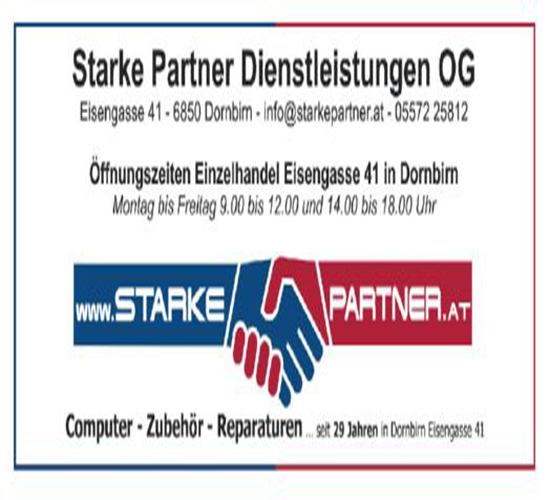 Starke Partner Dienstleistungen OG
Eisengasse 41 - 6850 Dornbirn - info@starkepartner.at - 05572 25812
Öffnungszeiten Einzelhandel Eisengasse 41 in Dornbirn
Montag bis Freitag 9.00 bis 12.00 und 14.00 bis 18.00 Uhr
www.STARKE PARTNER.AT
Computer - Zubehör - Reparaturen ... seit 29 Jahren in Dornbirn Eisengasse 41